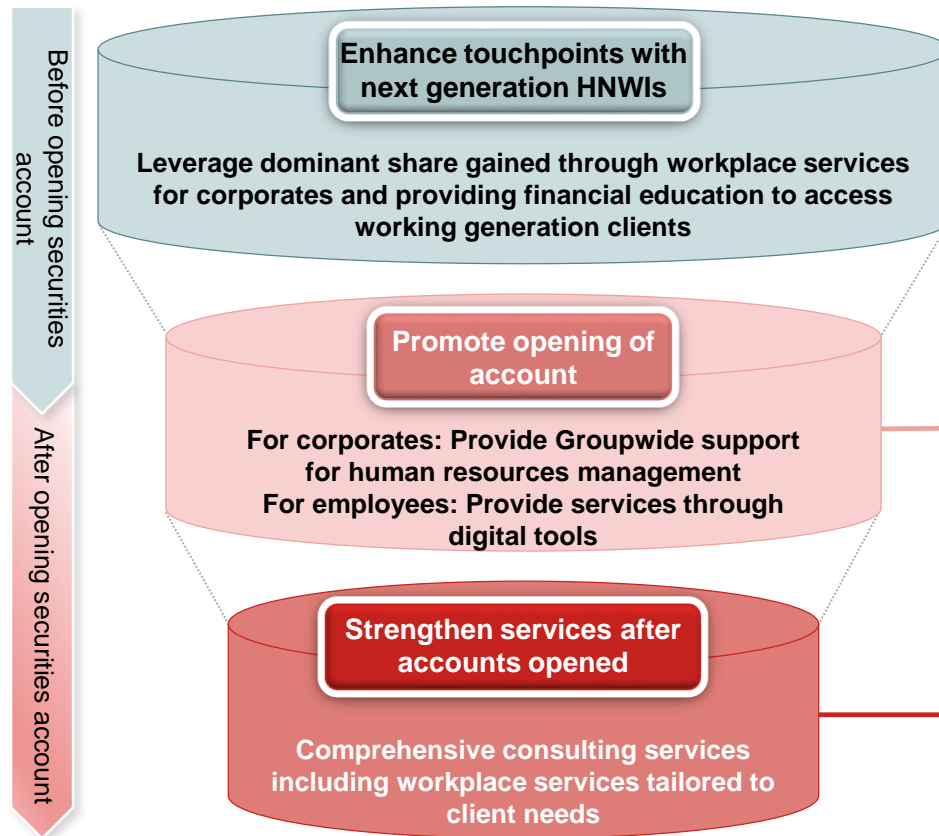 Before opening securities
account
Enhance touchpoints with
next generation HNWIs
Leverage dominant share gained through workplace services
for corporates and providing financial education to access
working generation clients
Promote opening of
account
For corporates: Provide Groupwide support
for human resources management
For employees: Provide services through
digital tools
After opening securities account
Strengthen services after
accounts opened
Comprehensive consulting services
including workplace services tailored to
client needs